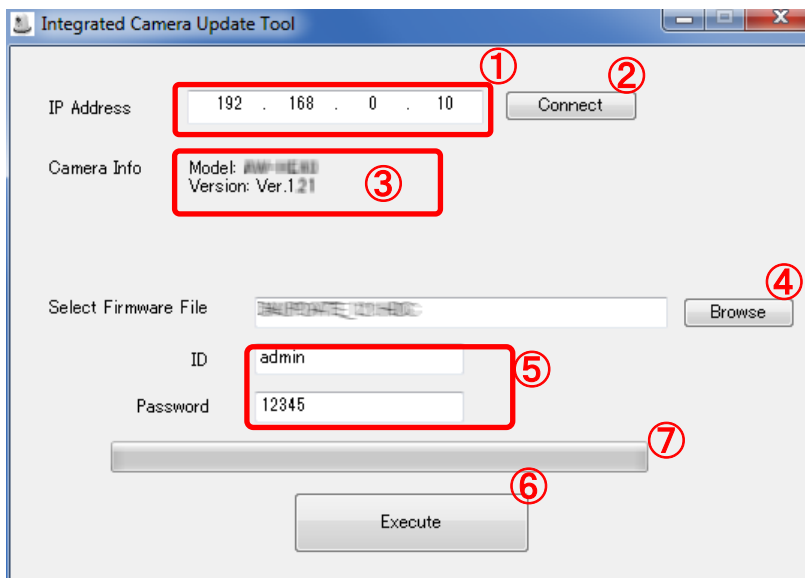 Integrated Camera Update Tool
①
②
IP Address 192 . 168 . 0 . 10 Connect
Camera Info Model:
Version: Ver.1.21
③
④
Select Firmware File Browse
ID admin
⑤
Password 12345
⑦
⑥
Execute